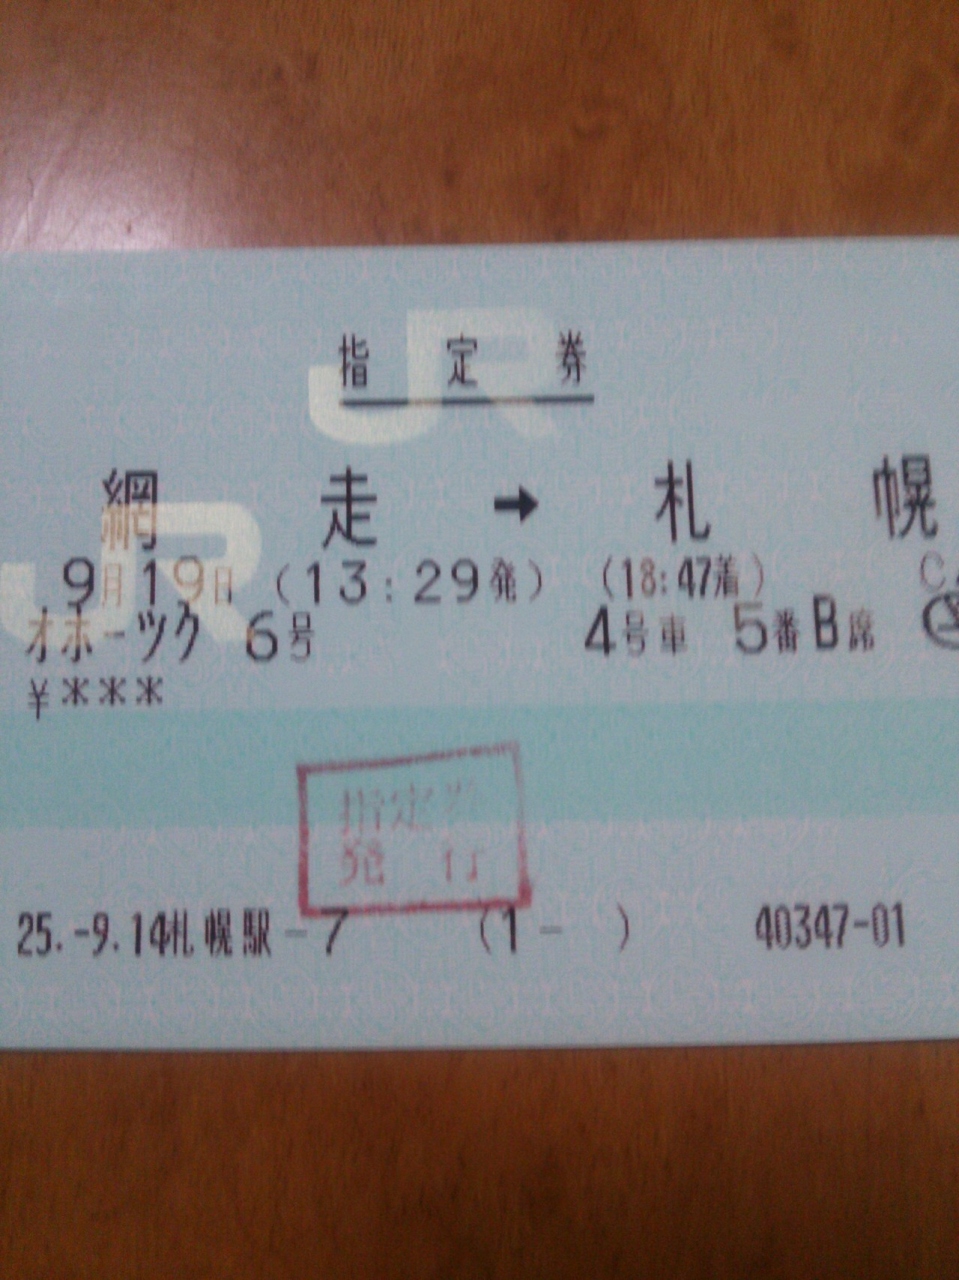 指定券
網走➡札幌
9月19日 (13:29発) (18:47着) C
オホーツク 6号 4号車 5番B席
¥***
指定券
発行
25.-9.14札幌駅-7 (1- ) 40347-01